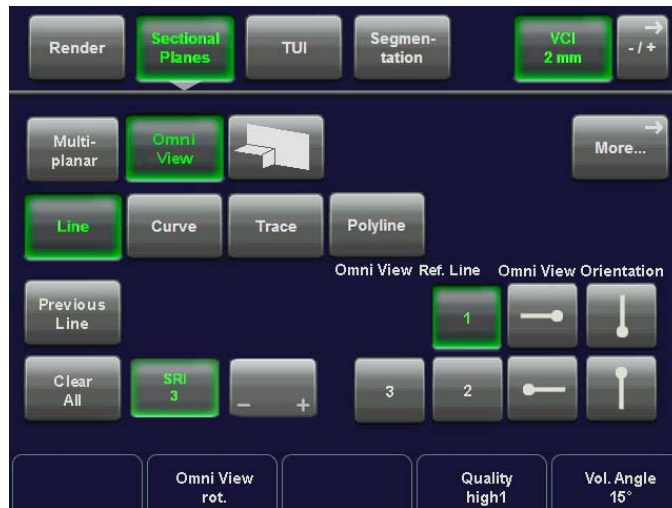 Render
Sectional
Planes
TUI
Segmen-
tation
VCI
2 mm
- / +
Multi-
planar
Omni
View
More...
Line
Curve
Trace
Polyline
Omni View Ref. Line
Omni View Orientation
Previous
Line
1
Clear
All
SRI
3
- +
3
2
Omni View
rot.
Quality
high1
Vol. Angle
15°